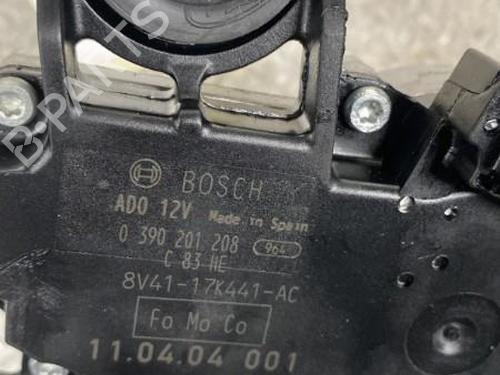 B-PARTS
BOSCH
ADO 12V Made in Spain
0 390 201 208 964
C 83 HE
8V41-17K441-AC
Fo Mo Co
11.04.04 001